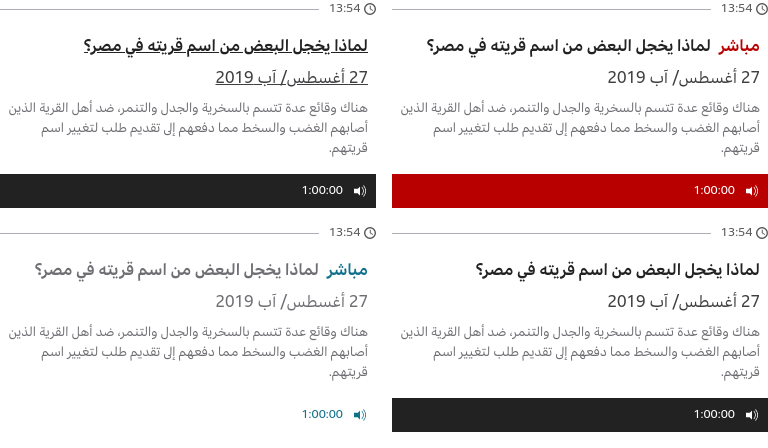 13:54
مباشر لماذا يخجل البعض من اسم قريته في مصر؟
27 أغسطس/ آب 2019
هناك وقائع عدة تتسم بالسخرية والجدل والتنمر، ضد أهل القرية الذين
أصابهم الغضب والسخط مما دفعهم إلى تقديم طلب لتغيير اسم
قريتهم.
1:00:00
13:54
لماذا يخجل البعض من اسم قريته في مصر؟
27 أغسطس/ آب 2019
هناك وقائع عدة تتسم بالسخرية والجدل والتنمر، ضد أهل القرية الذين
أصابهم الغضب والسخط مما دفعهم إلى تقديم طلب لتغيير اسم
قريتهم.
1:00:00
13:54
لماذا يخجل البعض من اسم قريته في مصر؟
27 أغسطس/ آب 2019
هناك وقائع عدة تتسم بالسخرية والجدل والتنمر، ضد أهل القرية الذين
أصابهم الغضب والسخط مما دفعهم إلى تقديم طلب لتغيير اسم
قريتهم.
1:00:00
13:54
مباشر لماذا يخجل البعض من اسم قريته في مصر؟
27 أغسطس/ آب 2019
هناك وقائع عدة تتسم بالسخرية والجدل والتنمر، ضد أهل القرية الذين
أصابهم الغضب والسخط مما دفعهم إلى تقديم طلب لتغيير اسم
قريتهم.
1:00:00